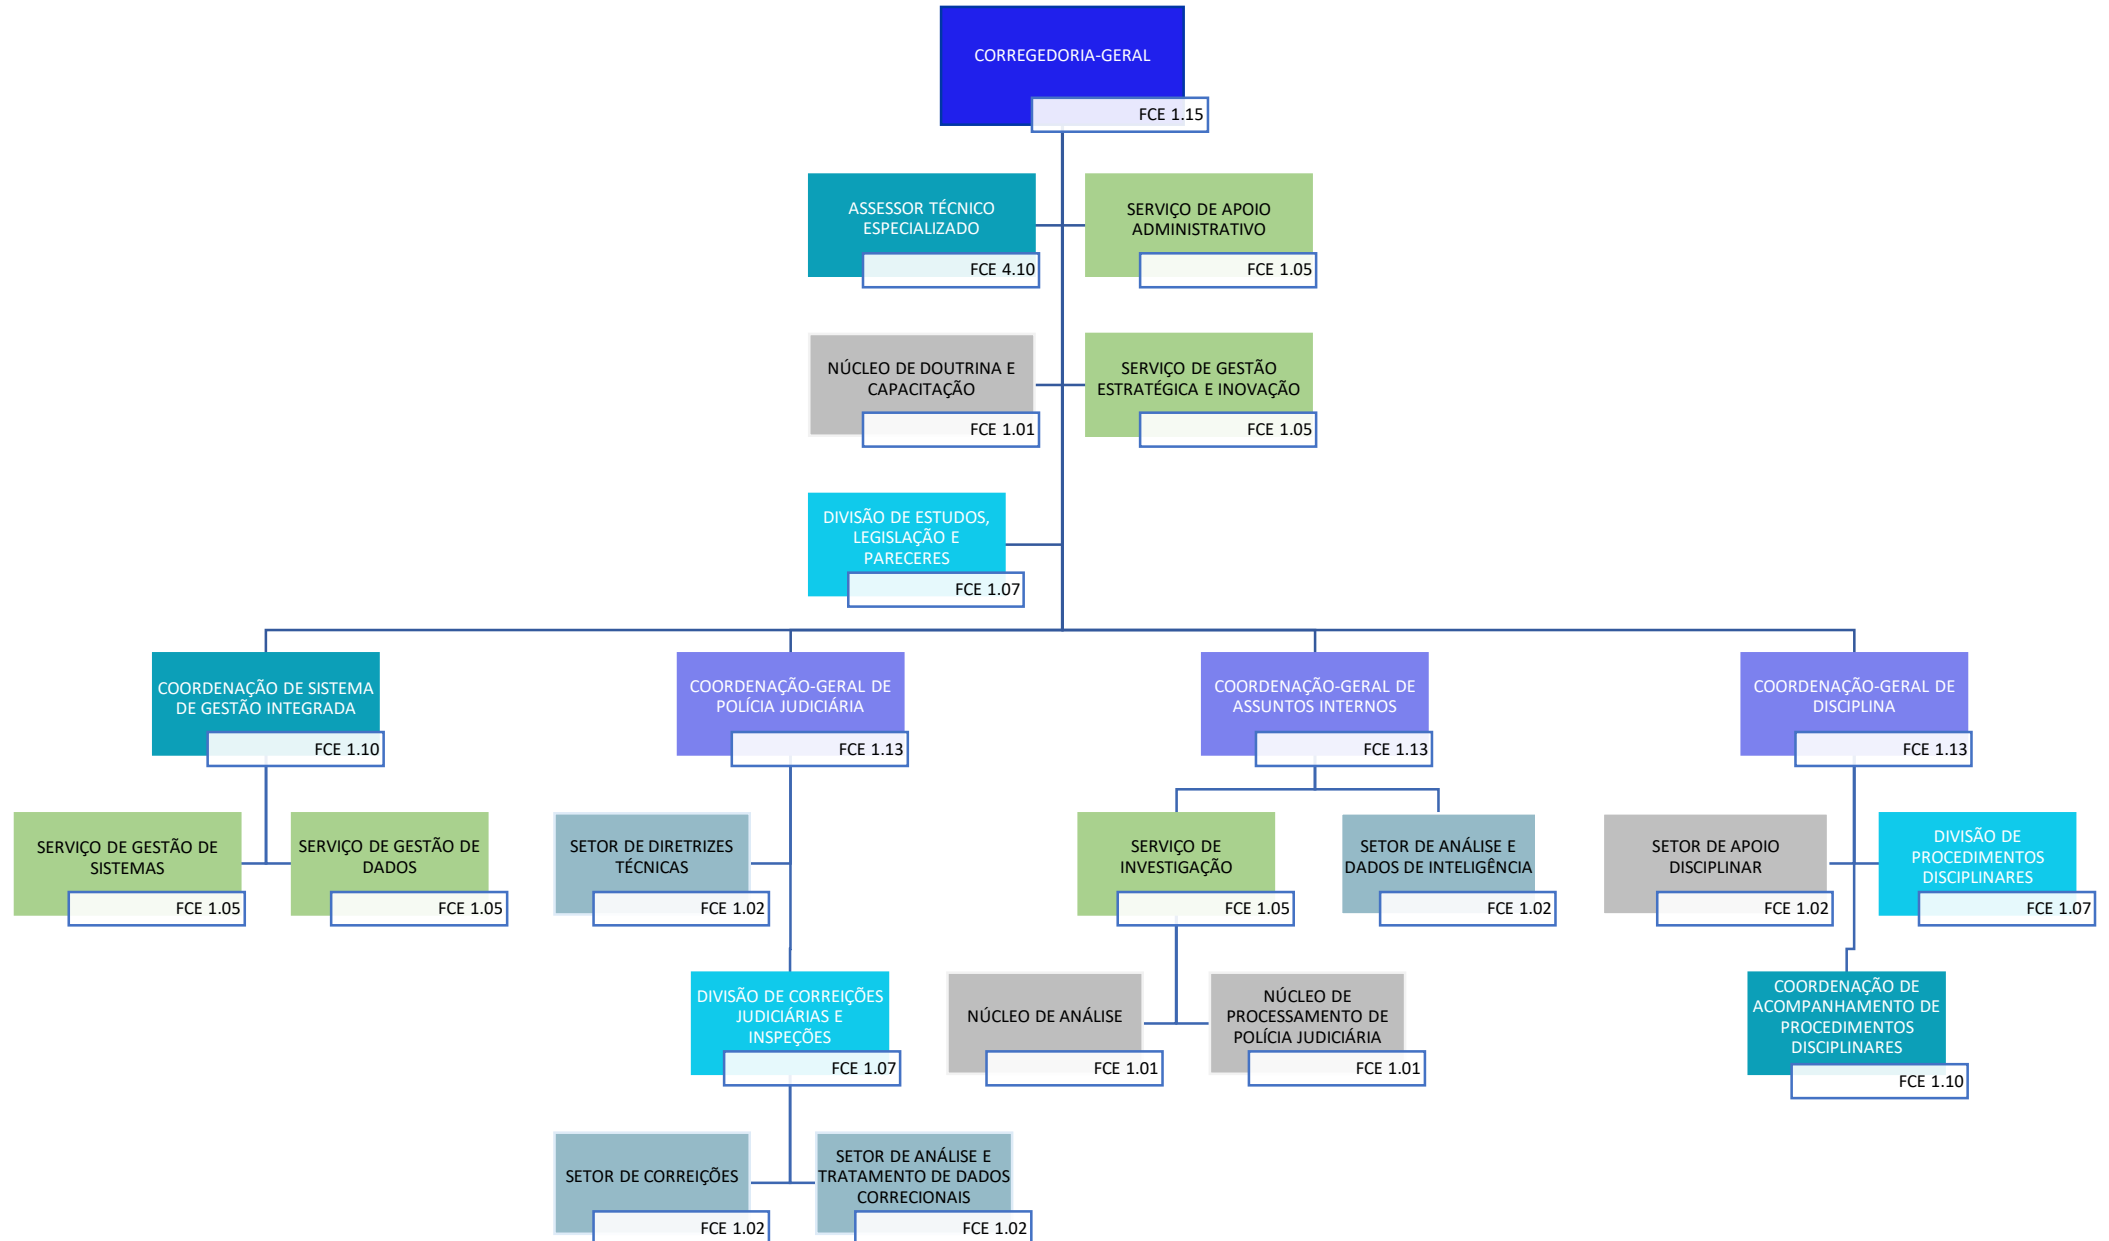 CORREGEDORIA-GERAL
FCE 1.15
ASSESSOR TÉCNICO
ESPECIALIZADO
FCE 4.10
SERVIÇO DE APOIO
ADMINISTRATIVO
FCE 1.05
NÚCLEO DE DOUTRINA E
CAPACITAÇÃO
FCE 1.01
SERVIÇO DE GESTÃO
ESTRATÉGICA E INOVAÇÃO
FCE 1.05
DIVISÃO DE ESTUDOS,
LEGISLAÇÃO E
PARECERES
FCE 1.07
COORDENAÇÃO DE SISTEMA
DE GESTÃO INTEGRADA
FCE 1.10
COORDENAÇÃO-GERAL DE
POLÍCIA JUDICIÁRIA
FCE 1.13
COORDENAÇÃO-GERAL DE
ASSUNTOS INTERNOS
FCE 1.13
COORDENAÇÃO-GERAL DE
DISCIPLINA
FCE 1.13
SERVIÇO DE GESTÃO DE
SISTEMAS
FCE 1.05
SERVIÇO DE GESTÃO DE
DADOS
FCE 1.05
SETOR DE DIRETRIZES
TÉCNICAS
FCE 1.02
SERVIÇO DE
INVESTIGAÇÃO
FCE 1.05
SETOR DE ANÁLISE E
DADOS DE INTELIGÊNCIA
FCE 1.02
SETOR DE APOIO
DISCIPLINAR
FCE 1.02
DIVISÃO DE
PROCEDIMENTOS
DISCIPLINARES
FCE 1.07
DIVISÃO DE CORREIÇÕES
JUDICIÁRIAS E
INSPEÇÕES
FCE 1.07
NÚCLEO DE ANÁLISE
FCE 1.01
NÚCLEO DE
PROCESSAMENTO DE
POLÍCIA JUDICIÁRIA
FCE 1.01
COORDENAÇÃO DE
ACOMPANHAMENTO DE
PROCEDIMENTOS
DISCIPLINARES
FCE 1.10
SETOR DE CORREIÇÕES
FCE 1.02
SETOR DE ANÁLISE E
TRATAMENTO DE DADOS
CORRECIONAIS
FCE 1.02